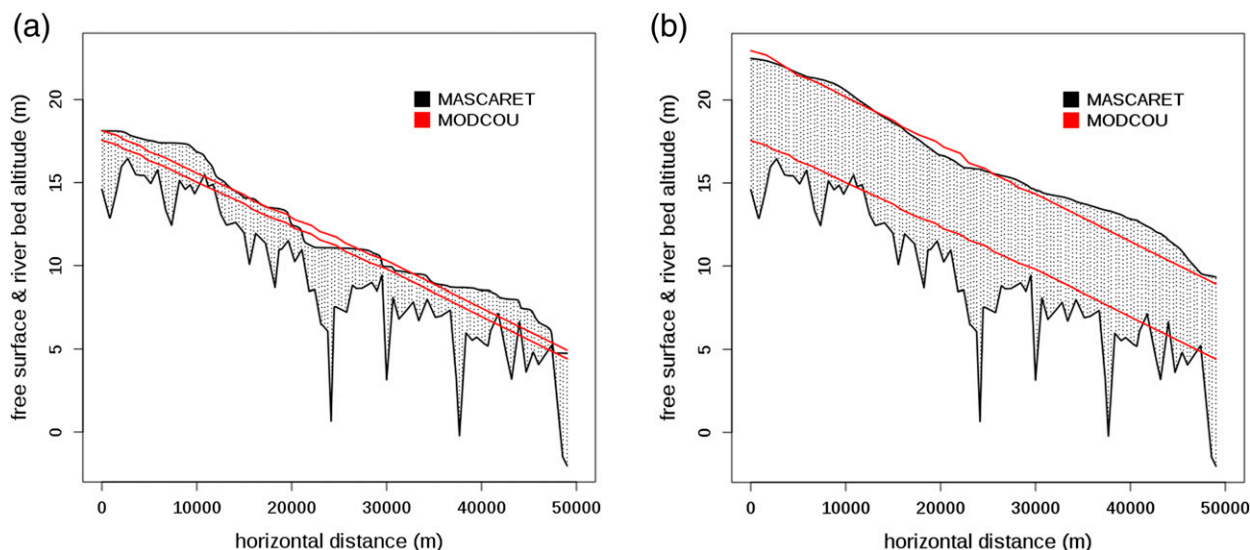 (a)
free surface & river bed altitude (m)
20
15
10
5
0
MASCARET
MODCOU
0 10000 20000 30000 40000 50000
horizontal distance (m)
(b)
free surface & river bed altitude (m)
20
15
10
5
0
MASCARET
MODCOU
0 10000 20000 30000 40000 50000
horizontal distance (m)